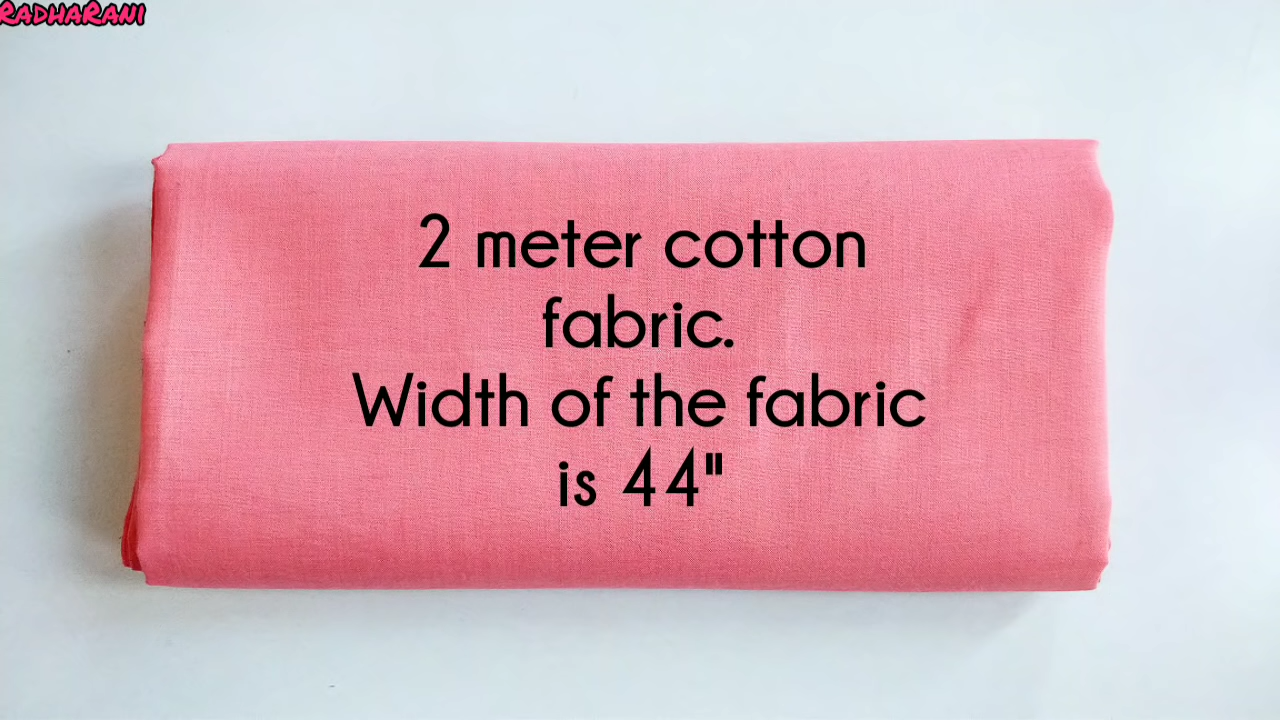 RADHARANI
2 meter cotton
fabric.
Width of the fabric
is 44"